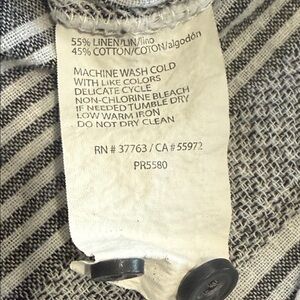 55% LINEN/LIN/lino
45% COTTON/COTON/algodón
MACHINE WASH COLD
WITH LIKE COLORS
DELICATE CYCLE
NON-CHLORINE BLEACH
IF NEEDED TUMBLE DRY
LOW WARM IRON
DO NOT DRY CLEAN
RN # 37763 / CA # 55972
PR5580